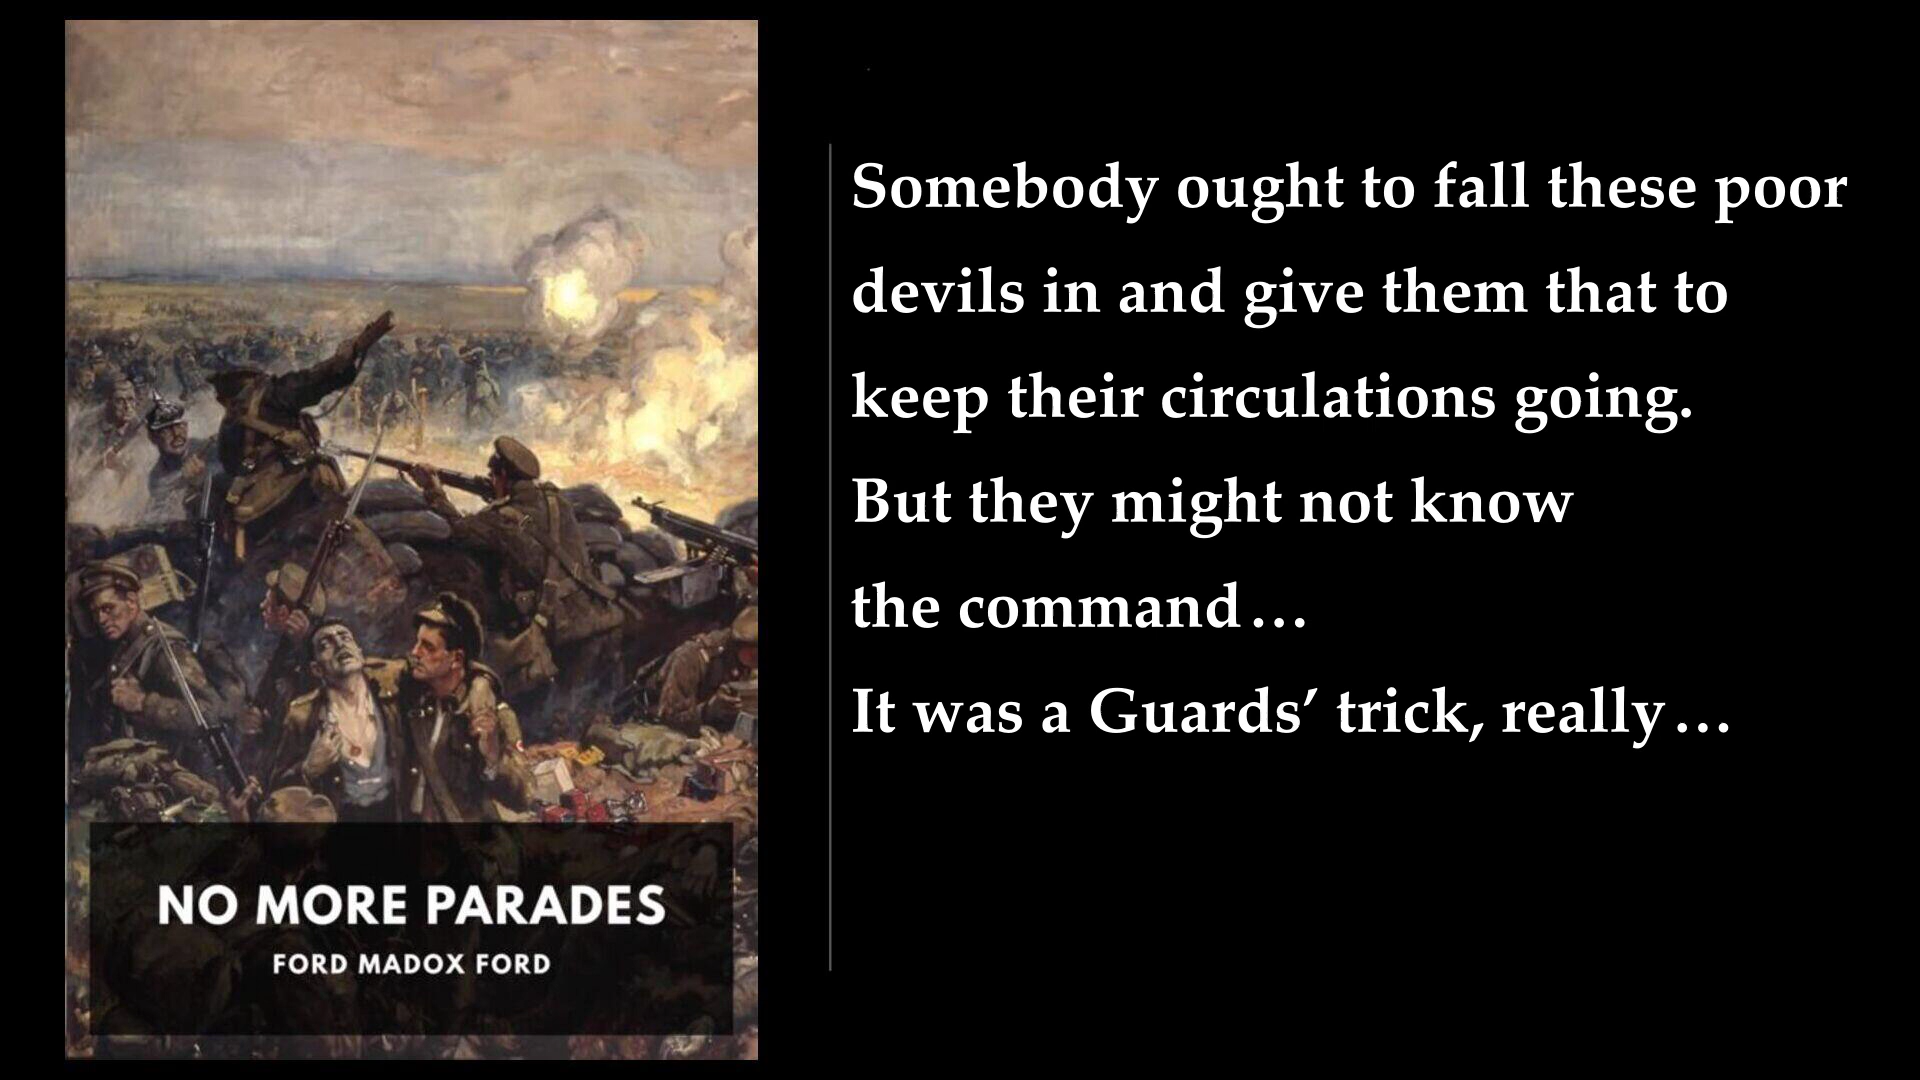 NO MORE PARADES
FORD MADOX FORD
Somebody ought to fall these poor
devils in and give them that to
keep their circulations going.
But they might not know
the command…
It was a Guards’ trick, really…